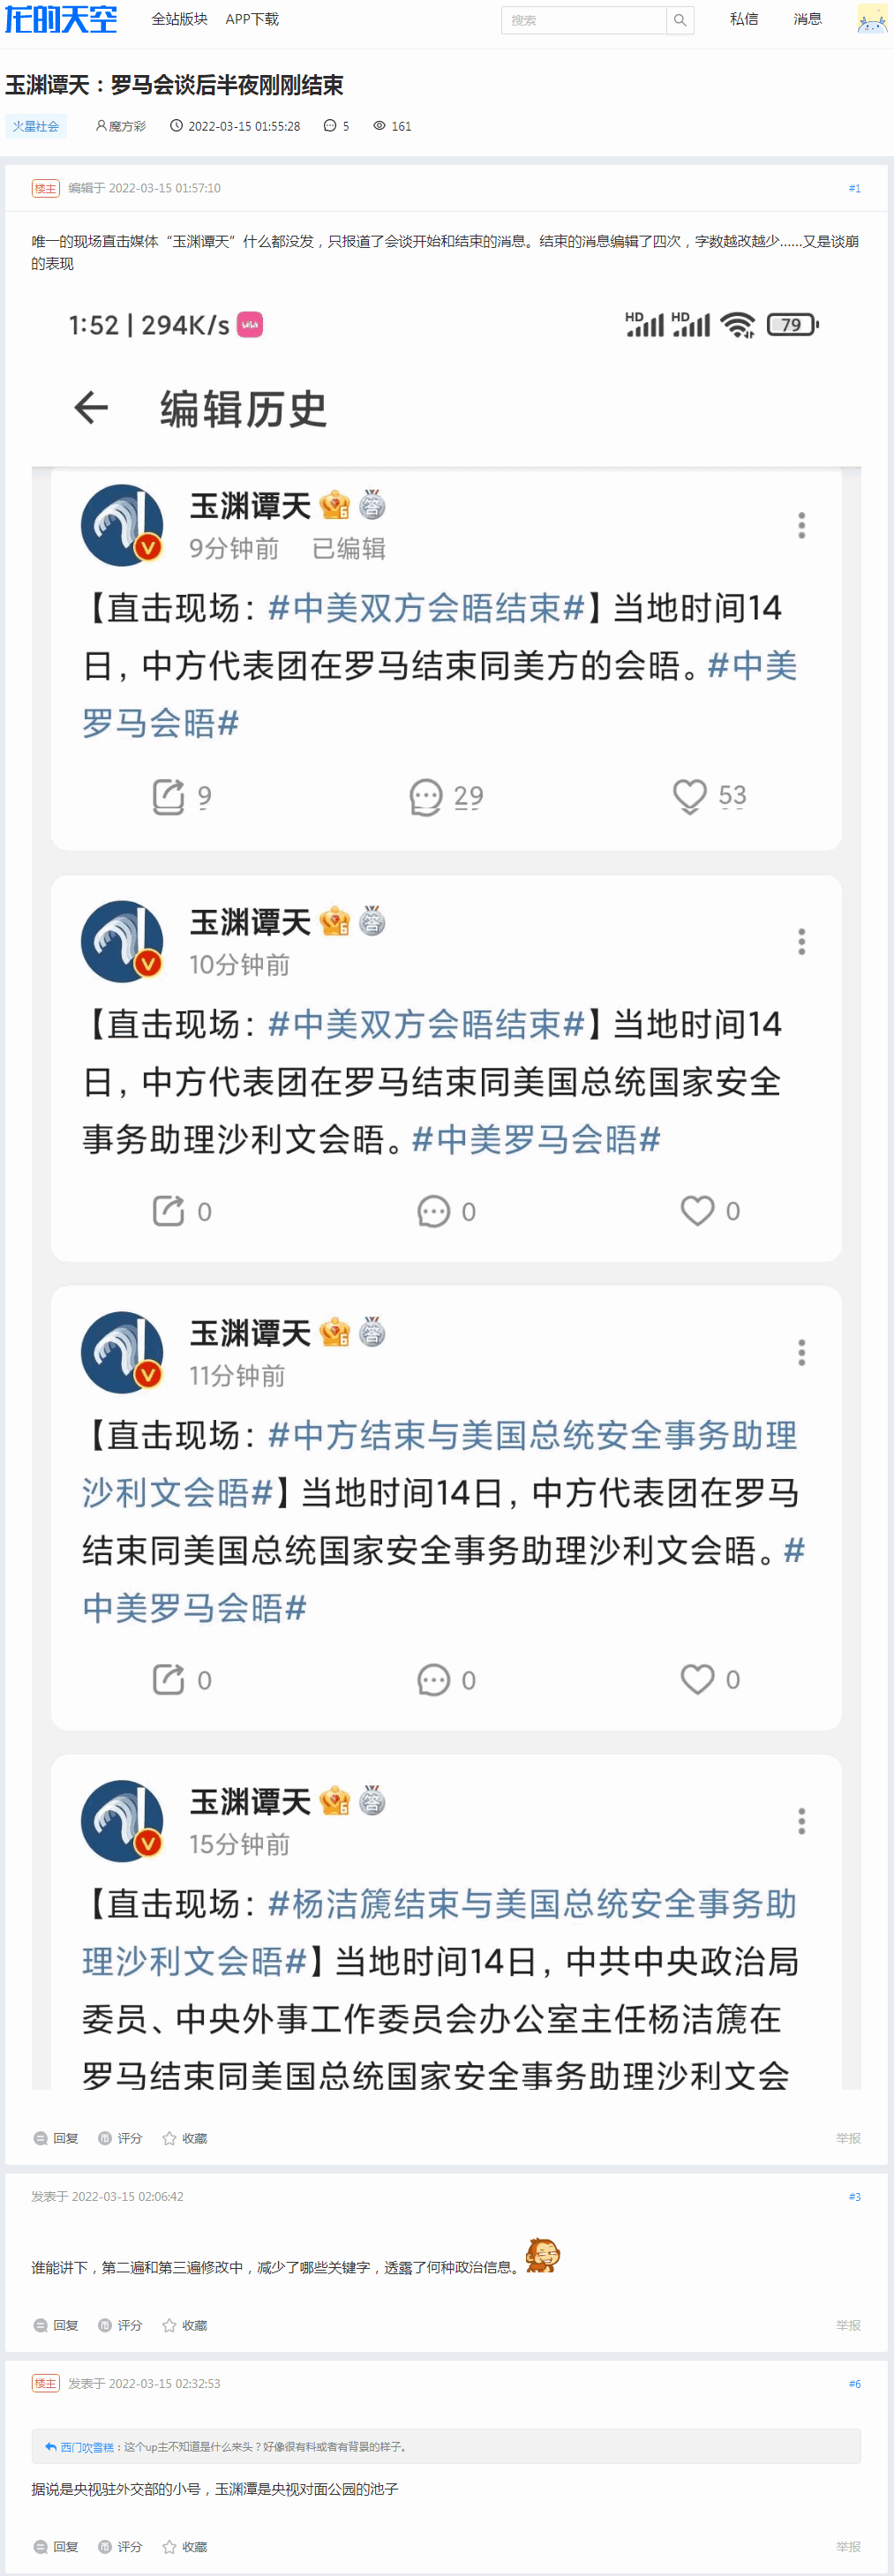 龙的天空 全站版块 APP下载 搜索 私信 消息
玉渊谭天：罗马会谈后半夜刚刚结束
火星社会 魔方彩 2022-03-15 01:55:28 5 161
楼主 编辑于 2022-03-15 01:57:10 #1
唯一的现场直击媒体“玉渊谭天”什么都没发，只报道了会谈开始和结束的消息。结束的消息编辑了四次，字数越改越少……又是谈崩
的表现
1:52 | 294K/s HD HD 79
编辑历史
玉渊谭天
9分钟前 已编辑
【直击现场：#中美双方会晤结束#】当地时间14
日，中方代表团在罗马结束同美方的会晤。#中美
罗马会晤#
9 29 53
玉渊谭天
10分钟前
【直击现场：#中美双方会晤结束#】当地时间14
日，中方代表团在罗马结束同美国总统国家安全
事务助理沙利文会晤。#中美罗马会晤#
0 0 0
玉渊谭天
11分钟前
【直击现场：#中方结束与美国总统安全事务助理
沙利文会晤#】当地时间14日，中方代表团在罗马
结束同美国总统国家安全事务助理沙利文会晤。#
中美罗马会晤#
0 0 0
玉渊谭天
15分钟前
【直击现场：#杨洁篪结束与美国总统安全事务助
理沙利文会晤#】当地时间14日，中共中央政治局
委员、中央外事工作委员会办公室主任杨洁篪在
罗马结束同美国总统国家安全事务助理沙利文会
回复 评分 收藏 举报
发表于 2022-03-15 02:06:42 #3
谁能讲下，第二遍和第三遍修改中，减少了哪些关键字，透露了何种政治信息。
回复 评分 收藏 举报
楼主 发表于 2022-03-15 02:32:53 #6
西门吹雪糕：这个up主不知道是什么来头？好像很有料或者有背景的样子。
据说是央视驻外交部的小号，玉渊潭是央视对面公园的池子
回复 评分 收藏 举报